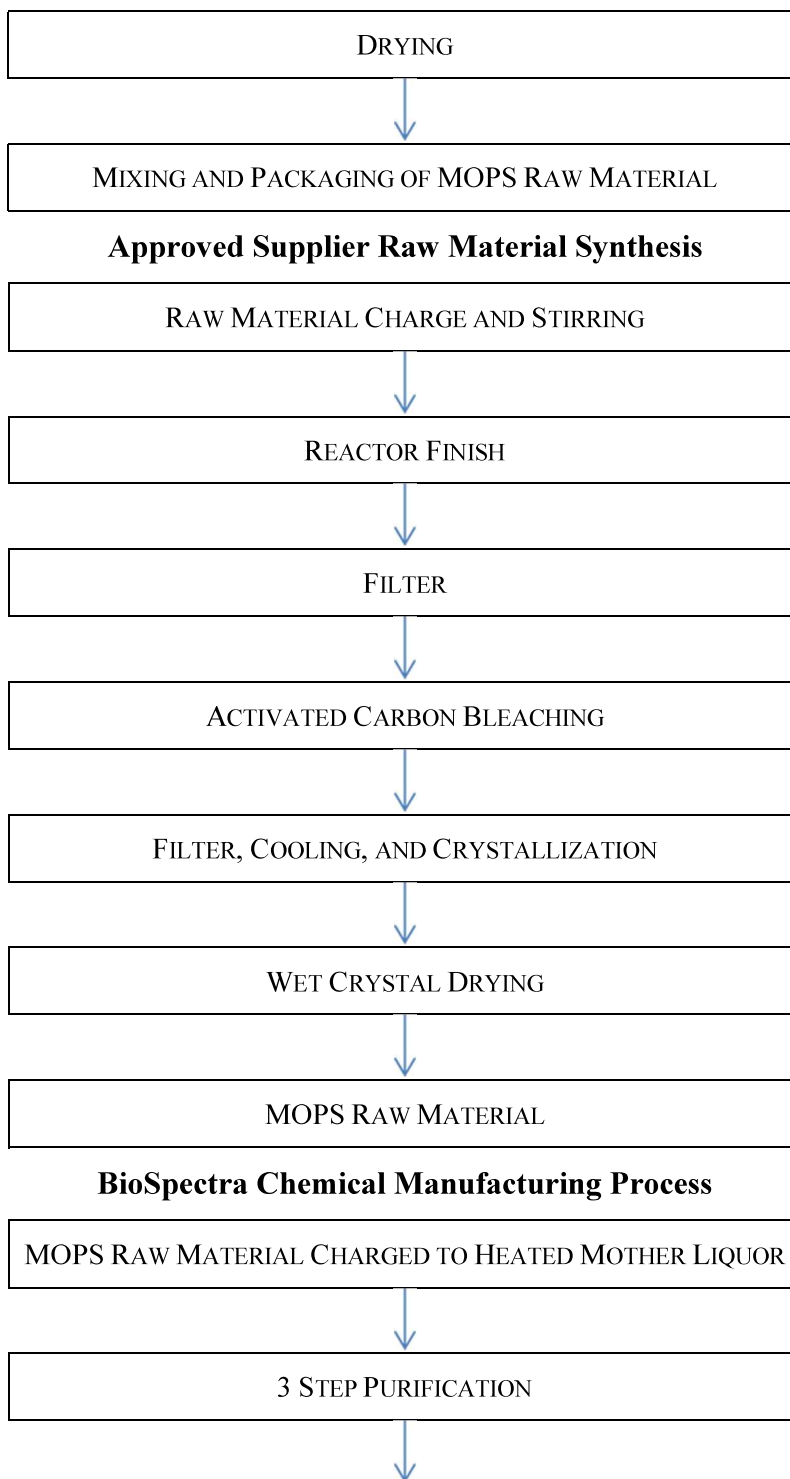 DRYING
MIXING AND PACKAGING OF MOPS RAW MATERIAL
Approved Supplier Raw Material Synthesis
RAW MATERIAL CHARGE AND STIRRING
REACTOR FINISH
FILTER
ACTIVATED CARBON BLEACHING
FILTER, COOLING, AND CRYSTALLIZATION
WET CRYSTAL DRYING
MOPS RAW MATERIAL
BioSpectra Chemical Manufacturing Process
MOPS RAW MATERIAL CHARGED TO HEATED MOTHER LIQUOR
3 STEP PURIFICATION